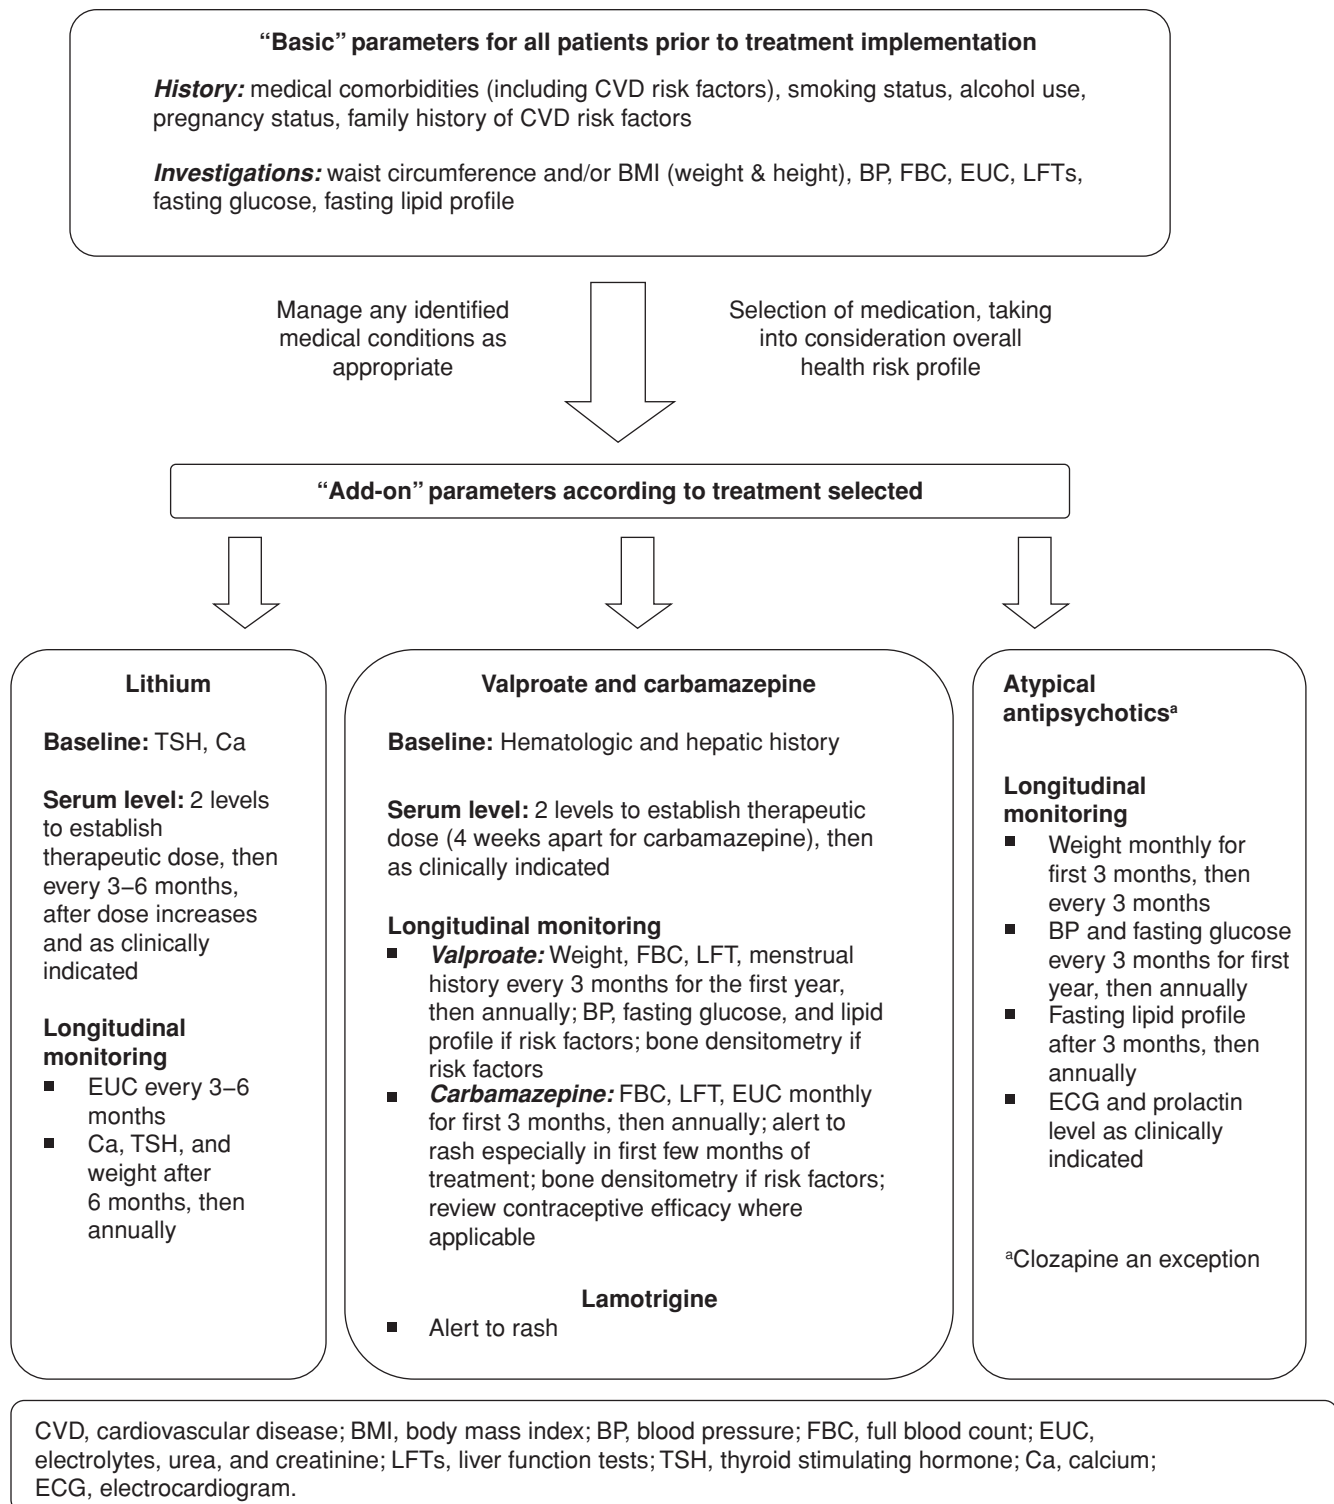 “Basic” parameters for all patients prior to treatment implementation
History: medical comorbidities (including CVD risk factors), smoking status, alcohol use,
pregnancy status, family history of CVD risk factors
Investigations: waist circumference and/or BMI (weight & height), BP, FBC, EUC, LFTs,
fasting glucose, fasting lipid profile
Manage any identified
medical conditions as
appropriate
Selection of medication, taking
into consideration overall
health risk profile
“Add-on” parameters according to treatment selected
Lithium
Baseline: TSH, Ca
Serum level: 2 levels
to establish
therapeutic dose, then
every 3–6 months,
after dose increases
and as clinically
indicated
Longitudinal
monitoring
■ EUC every 3–6
months
■ Ca, TSH, and
weight after
6 months, then
annually
Valproate and carbamazepine
Baseline: Hematologic and hepatic history
Serum level: 2 levels to establish therapeutic
dose (4 weeks apart for carbamazepine), then
as clinically indicated
Longitudinal monitoring
■ Valproate: Weight, FBC, LFT, menstrual
history every 3 months for the first year,
then annually; BP, fasting glucose, and lipid
profile if risk factors; bone densitometry if
risk factors
■ Carbamazepine: FBC, LFT, EUC monthly
for first 3 months, then annually; alert to
rash especially in first few months of
treatment; bone densitometry if risk factors;
review contraceptive efficacy where
applicable
Lamotrigine
■ Alert to rash
Atypical
antipsychoticsᵃ
Longitudinal
monitoring
■ Weight monthly for
first 3 months, then
every 3 months
■ BP and fasting glucose
every 3 months for first
year, then annually
■ Fasting lipid profile
after 3 months, then
annually
■ ECG and prolactin
level as clinically
indicated
ᵃClozapine an exception
CVD, cardiovascular disease; BMI, body mass index; BP, blood pressure; FBC, full blood count; EUC,
electrolytes, urea, and creatinine; LFTs, liver function tests; TSH, thyroid stimulating hormone; Ca, calcium;
ECG, electrocardiogram.